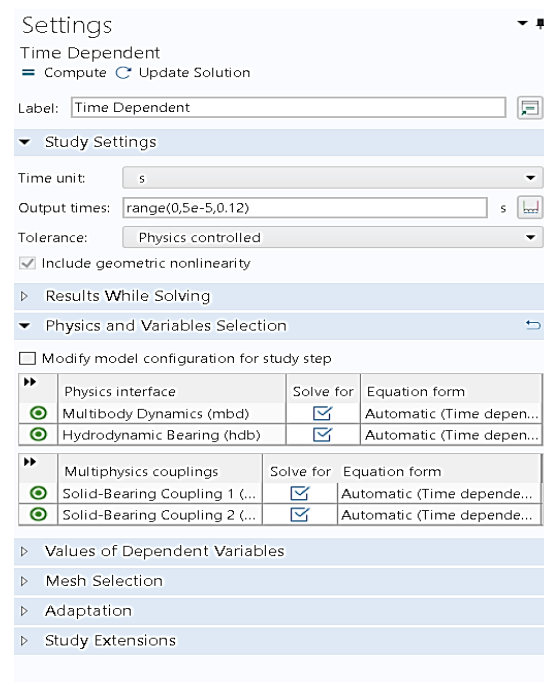 Settings
Time Dependent
Compute Update Solution
Label: Time Dependent
Study Settings
Time unit: s
Output times: range(0,5e-5,0.12) s
Tolerance: Physics controlled
Include geometric nonlinearity
Results While Solving
Physics and Variables Selection
Modify model configuration for study step
Physics interface Solve for Equation form
Multibody Dynamics (mbd) Automatic (Time depen...
Hydrodynamic Bearing (hdb) Automatic (Time depen...
Multiphysics couplings Solve for Equation form
Solid-Bearing Coupling 1 (... Automatic (Time depende...
Solid-Bearing Coupling 2 (... Automatic (Time depende...
Values of Dependent Variables
Mesh Selection
Adaptation
Study Extensions